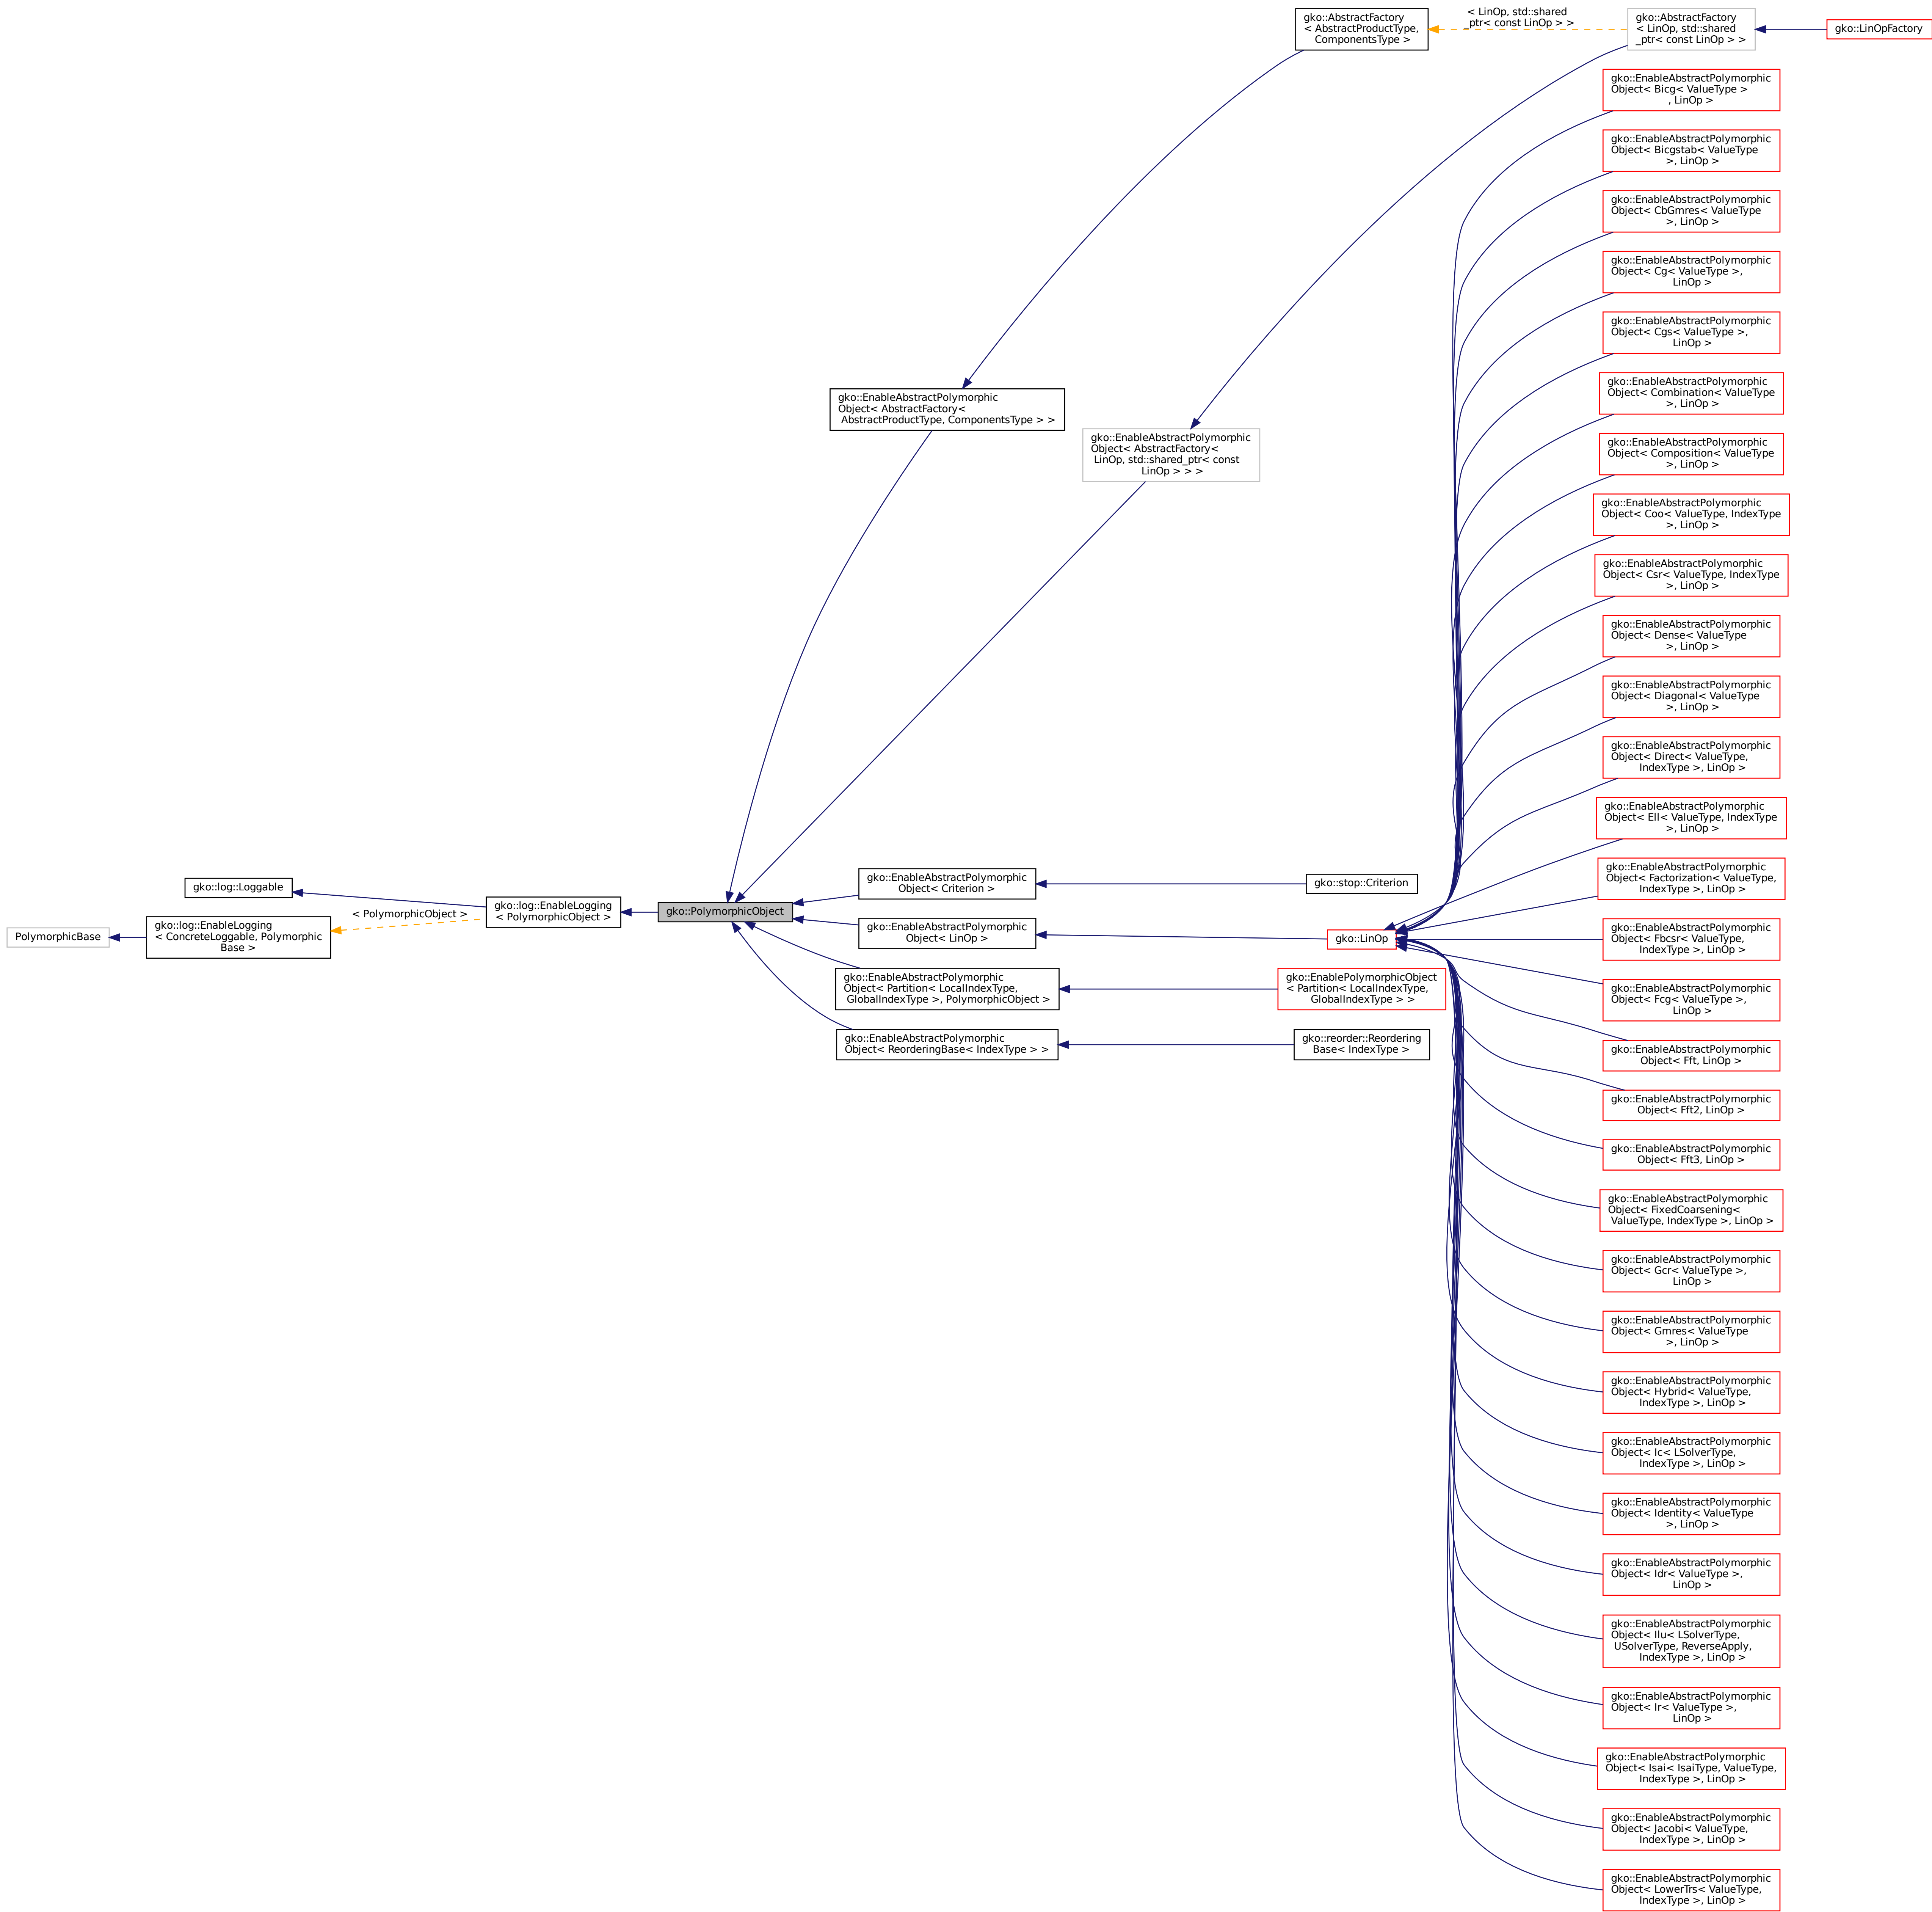 PolymorphicBase
gko::log::Loggable
gko::log::EnableLogging
< ConcreteLoggable, Polymorphic
Base >
< PolymorphicObject >
gko::log::EnableLogging
< PolymorphicObject >
gko::PolymorphicObject
gko::EnableAbstractPolymorphic
Object< AbstractFactory<
AbstractProductType, ComponentsType > >
gko::EnableAbstractPolymorphic
Object< Criterion >
gko::EnableAbstractPolymorphic
Object< LinOp >
gko::EnableAbstractPolymorphic
Object< Partition< LocalIndexType,
GlobalIndexType >, PolymorphicObject >
gko::EnableAbstractPolymorphic
Object< ReorderingBase< IndexType > >
gko::EnableAbstractPolymorphic
Object< AbstractFactory<
LinOp, std::shared_ptr< const
LinOp > > >
gko::AbstractFactory
< AbstractProductType,
ComponentsType >
gko::stop::Criterion
gko::LinOp
gko::EnablePolymorphicObject
< Partition< LocalIndexType,
GlobalIndexType > >
gko::reorder::Reordering
Base< IndexType >
< LinOp, std::shared
_ptr< const LinOp > >
gko::AbstractFactory
< LinOp, std::shared
_ptr< const LinOp > >
gko::LinOpFactory
gko::EnableAbstractPolymorphic
Object< Bicg< ValueType >
, LinOp >
gko::EnableAbstractPolymorphic
Object< Bicgstab< ValueType
>, LinOp >
gko::EnableAbstractPolymorphic
Object< CbGmres< ValueType
>, LinOp >
gko::EnableAbstractPolymorphic
Object< Cg< ValueType >,
LinOp >
gko::EnableAbstractPolymorphic
Object< Cgs< ValueType >,
LinOp >
gko::EnableAbstractPolymorphic
Object< Combination< ValueType
>, LinOp >
gko::EnableAbstractPolymorphic
Object< Composition< ValueType
>, LinOp >
gko::EnableAbstractPolymorphic
Object< Coo< ValueType, IndexType
>, LinOp >
gko::EnableAbstractPolymorphic
Object< Csr< ValueType, IndexType
>, LinOp >
gko::EnableAbstractPolymorphic
Object< Dense< ValueType
>, LinOp >
gko::EnableAbstractPolymorphic
Object< Diagonal< ValueType
>, LinOp >
gko::EnableAbstractPolymorphic
Object< Direct< ValueType,
IndexType >, LinOp >
gko::EnableAbstractPolymorphic
Object< Ell< ValueType, IndexType
>, LinOp >
gko::EnableAbstractPolymorphic
Object< Factorization< ValueType,
IndexType >, LinOp >
gko::EnableAbstractPolymorphic
Object< Fbcsr< ValueType,
IndexType >, LinOp >
gko::EnableAbstractPolymorphic
Object< Fcg< ValueType >,
LinOp >
gko::EnableAbstractPolymorphic
Object< Fft, LinOp >
gko::EnableAbstractPolymorphic
Object< Fft2, LinOp >
gko::EnableAbstractPolymorphic
Object< Fft3, LinOp >
gko::EnableAbstractPolymorphic
Object< FixedCoarsening<
ValueType, IndexType >, LinOp >
gko::EnableAbstractPolymorphic
Object< Gcr< ValueType >,
LinOp >
gko::EnableAbstractPolymorphic
Object< Gmres< ValueType
>, LinOp >
gko::EnableAbstractPolymorphic
Object< Hybrid< ValueType,
IndexType >, LinOp >
gko::EnableAbstractPolymorphic
Object< Ic< LSolverType,
IndexType >, LinOp >
gko::EnableAbstractPolymorphic
Object< Identity< ValueType
>, LinOp >
gko::EnableAbstractPolymorphic
Object< Idr< ValueType >,
LinOp >
gko::EnableAbstractPolymorphic
Object< Ilu< LSolverType,
USolverType, ReverseApply,
IndexType >, LinOp >
gko::EnableAbstractPolymorphic
Object< Ir< ValueType >,
LinOp >
gko::EnableAbstractPolymorphic
Object< Isai< IsaiType, ValueType,
IndexType >, LinOp >
gko::EnableAbstractPolymorphic
Object< Jacobi< ValueType,
IndexType >, LinOp >
gko::EnableAbstractPolymorphic
Object< LowerTrs< ValueType,
IndexType >, LinOp >